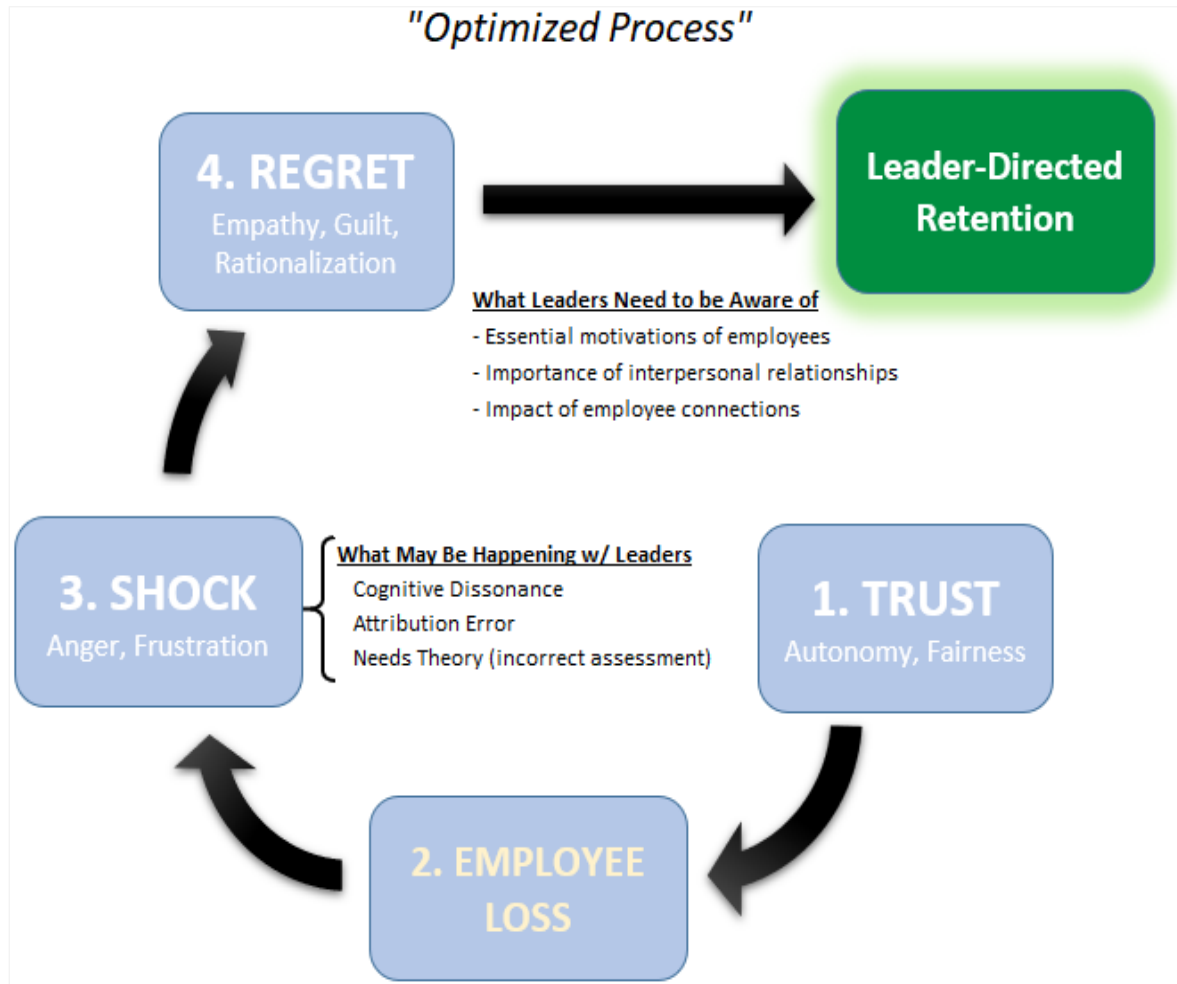 "Optimized Process"
4. REGRET
Empathy, Guilt,
Rationalization
Leader-Directed
Retention
What Leaders Need to be Aware of
- Essential motivations of employees
- Importance of interpersonal relationships
- Impact of employee connections
3. SHOCK
Anger, Frustration
What May Be Happening w/ Leaders
Cognitive Dissonance
Attribution Error
Needs Theory (incorrect assessment)
1. TRUST
Autonomy, Fairness
2. EMPLOYEE
LOSS